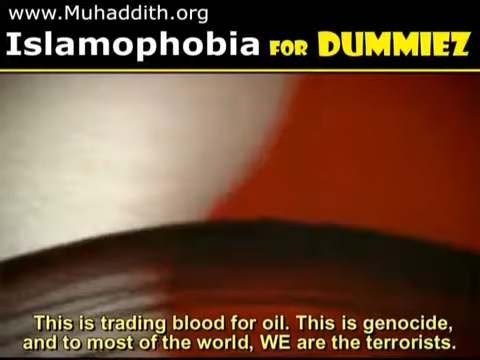 www.Muhaddith.org
Islamophobia FOR DUMMIEZ
This is trading blood for oil. This is genocide,
and to most of the world, WE are the terrorists.